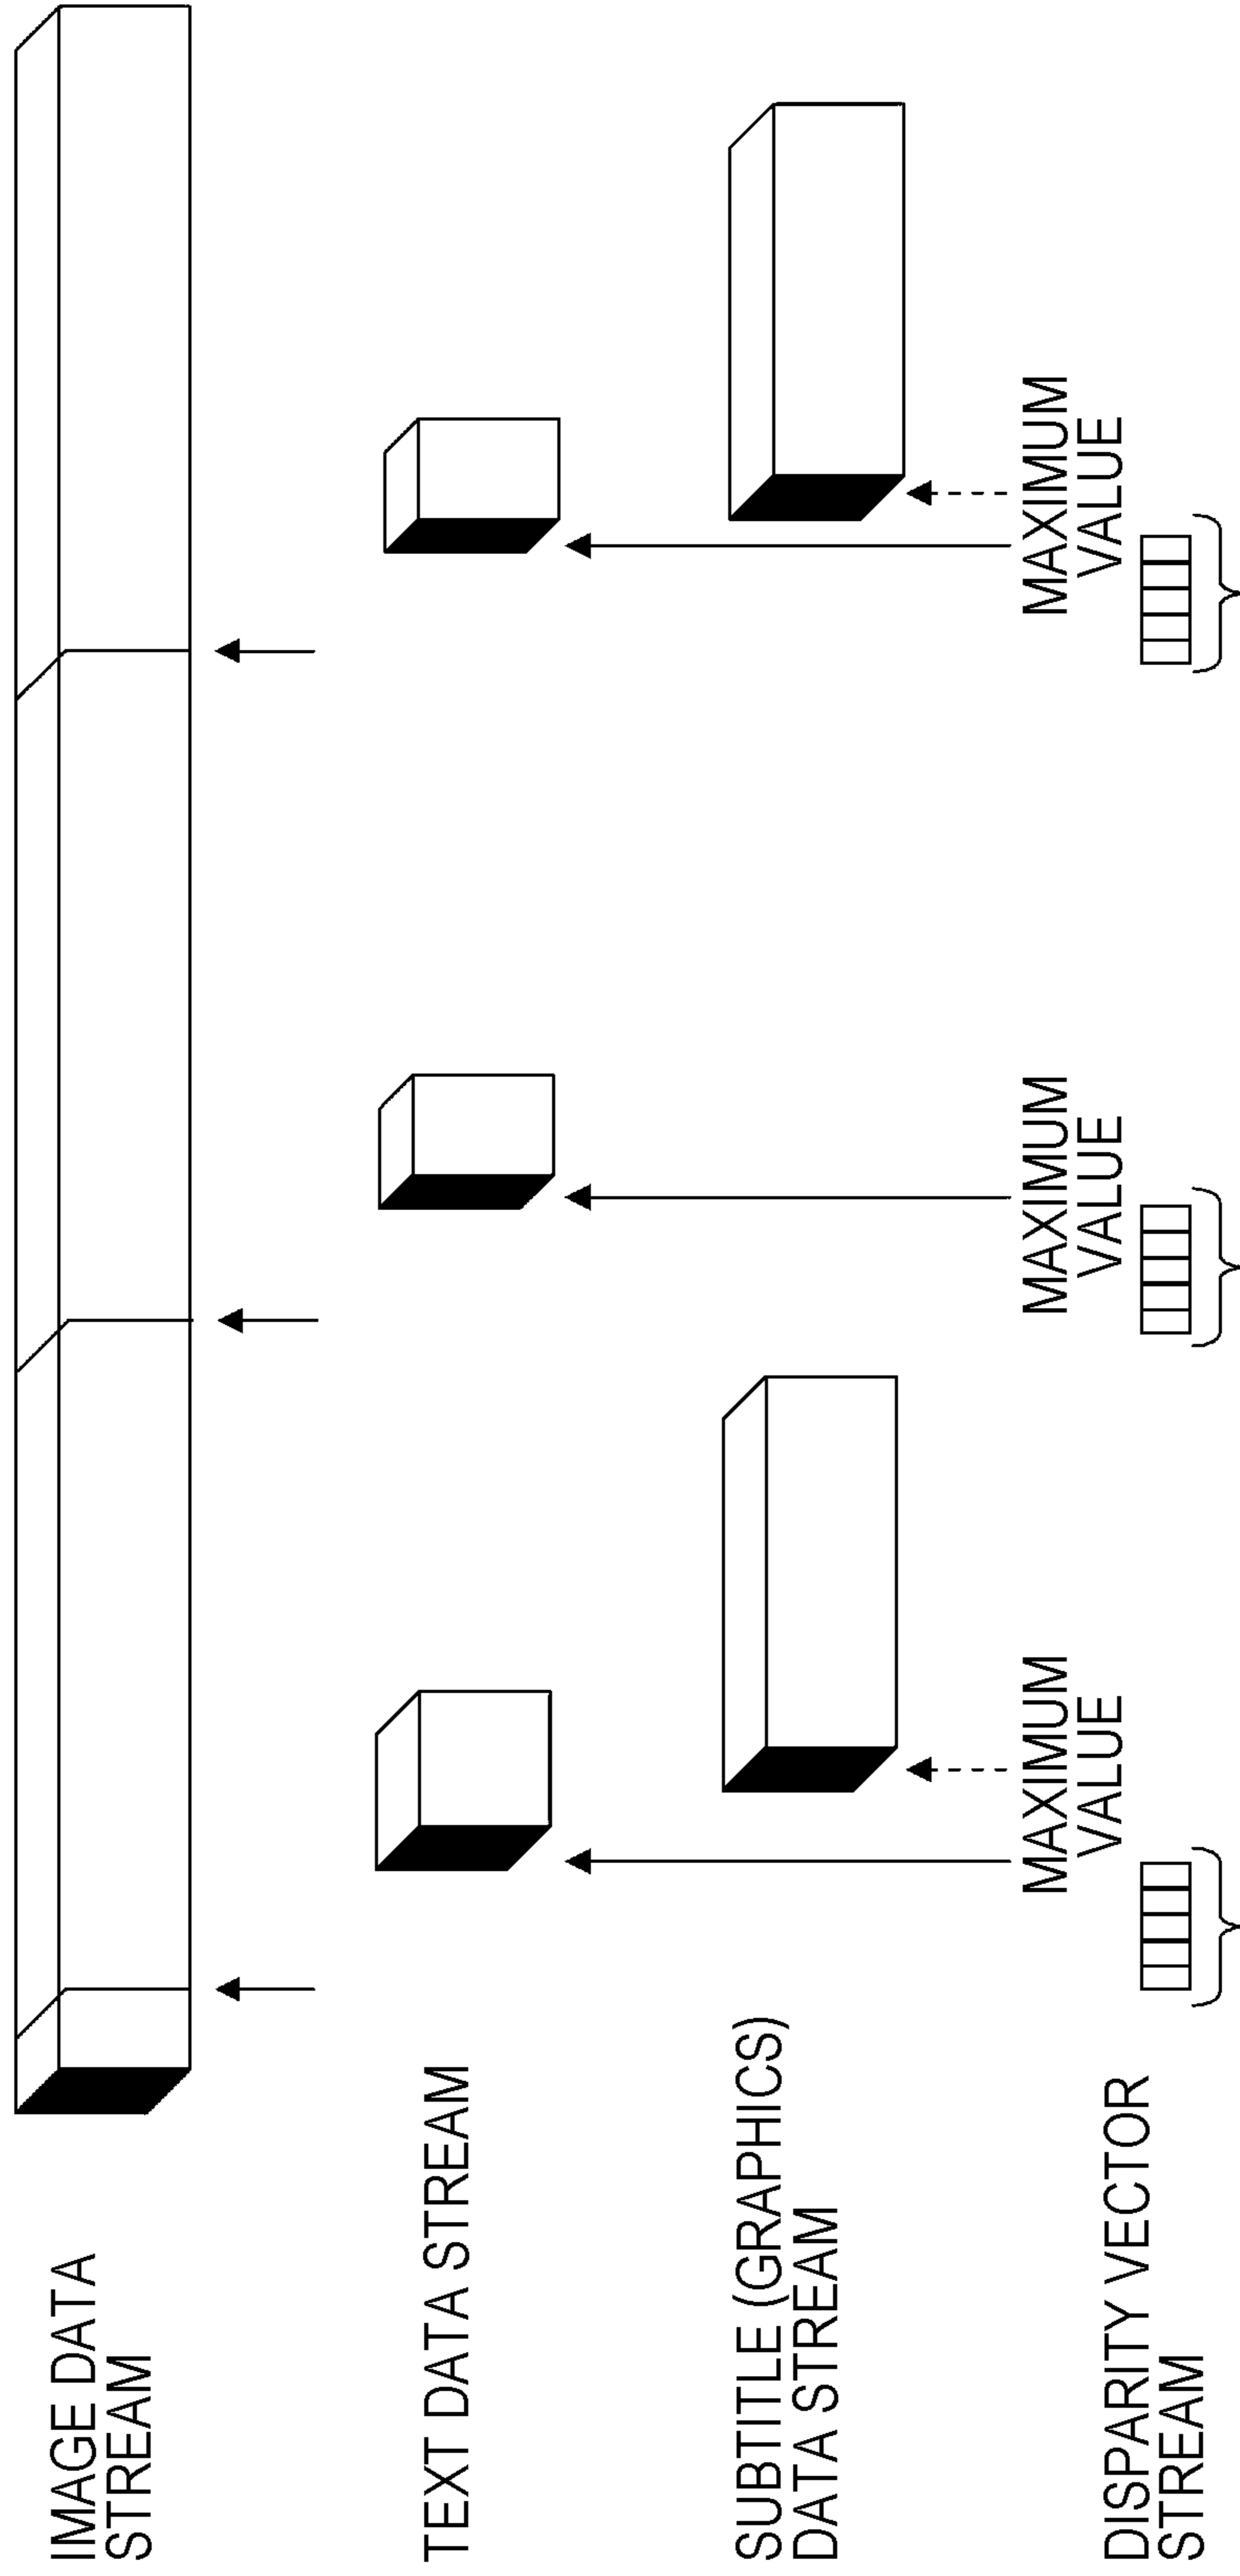 IMAGE DATA
STREAM
TEXT DATA STREAM
SUBTITLE (GRAPHICS)
DATA STREAM
MAXIMUM
VALUE
MAXIMUM
VALUE
MAXIMUM
VALUE
DISPARITY VECTOR
STREAM